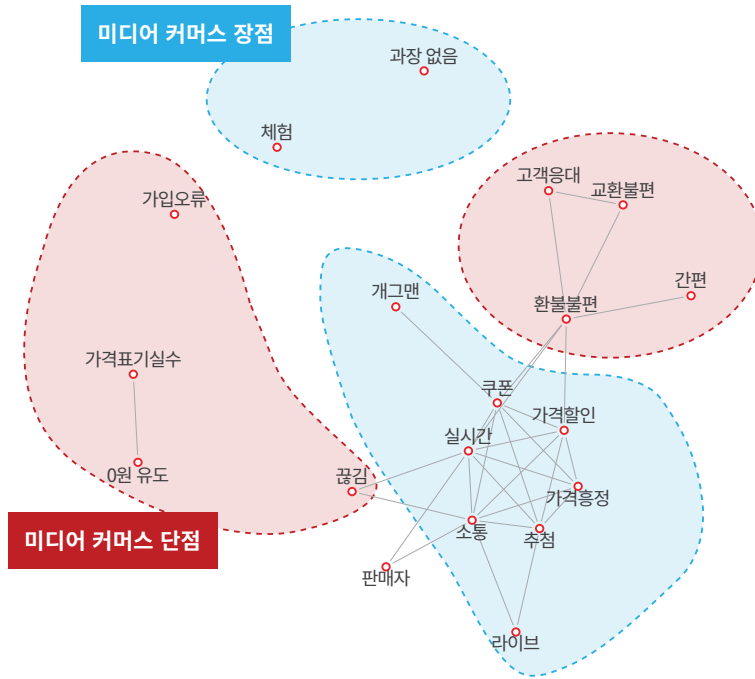 미디어 커머스 장점
과장 없음
체험
고객응대
교환불편
가입오류
간편
개그맨
환불불편
가격표기실수
쿠폰
가격할인
실시간
0원 유도
끊김
가격흥정
미디어 커머스 단점
소통
추첨
판매자
라이브